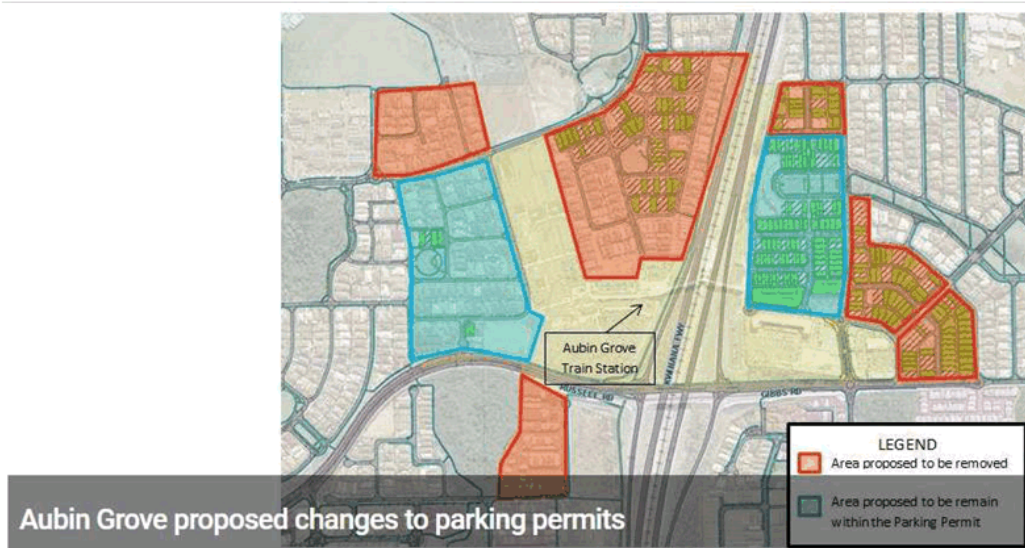 Aubin Grove
Train Station
KWINANA FWY
RUSSELL RD
GIBBS RD
LEGEND
Area proposed to be removed
Area proposed to be remain
within the Parking Permit
Aubin Grove proposed changes to parking permits